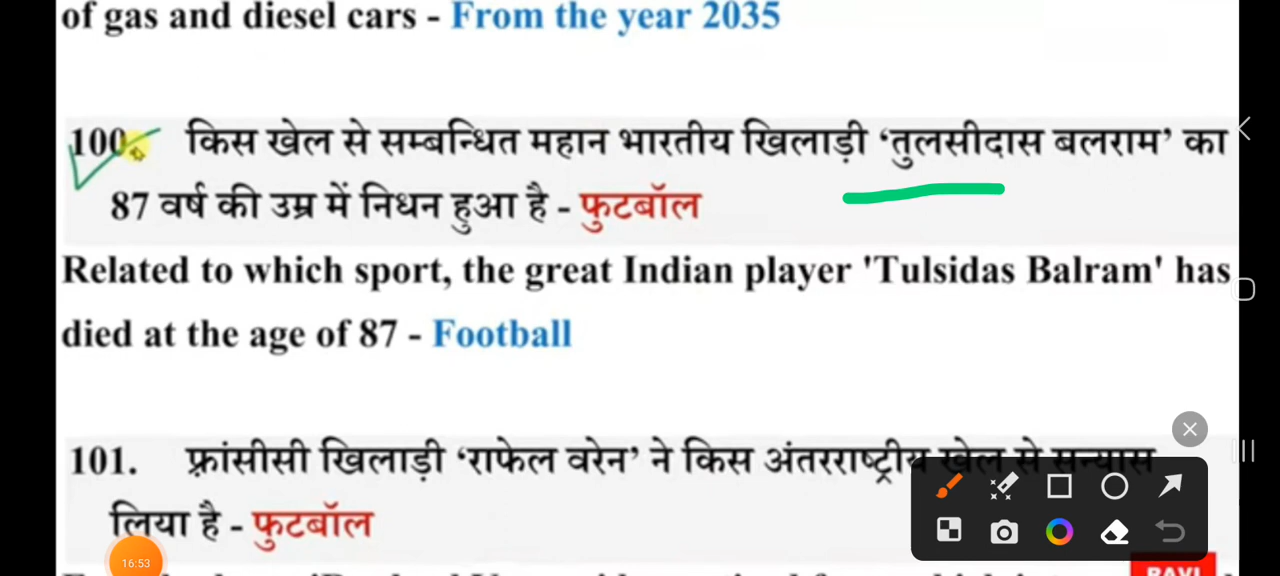 of gas and diesel cars - From the year 2035
100. किस खेल से सम्बन्धित महान भारतीय खिलाड़ी ‘तुलसीदास बलराम’ का
87 वर्ष की उम्र में निधन हुआ है - फुटबॉल
Related to which sport, the great Indian player 'Tulsidas Balram' has
died at the age of 87 - Football
101. फ़्रांसीसी खिलाड़ी ‘राफेल वरेन’ ने किस अंतरराष्ट्रीय खेल से सन्यास
लिया है - फुटबॉल
16:53
RAVI